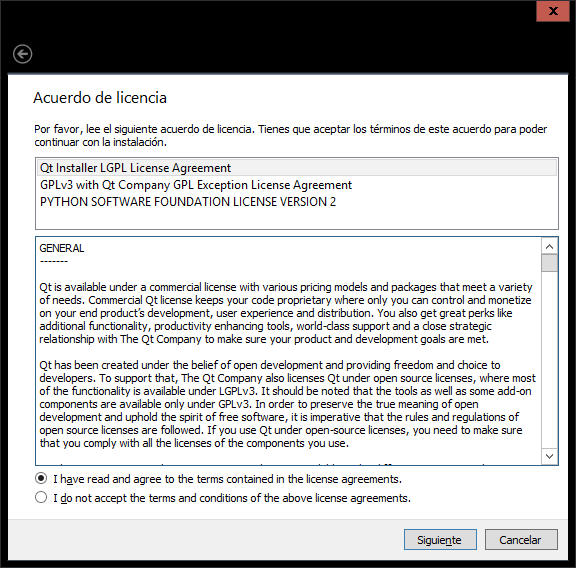 X
Acuerdo de licencia
Por favor, lee el siguiente acuerdo de licencia. Tienes que aceptar los términos de este acuerdo para poder
continuar con la instalación.
Qt Installer LGPL License Agreement
GPLv3 with Qt Company GPL Exception License Agreement
PYTHON SOFTWARE FOUNDATION LICENSE VERSION 2
GENERAL
-------
Qt is available under a commercial license with various pricing models and packages that meet a variety
of needs. Commercial Qt license keeps your code proprietary where only you can control and monetize
on your end product's development, user experience and distribution. You also get great perks like
additional functionality, productivity enhancing tools, world-class support and a close strategic
relationship with The Qt Company to make sure your product and development goals are met.
Qt has been created under the belief of open development and providing freedom and choice to
developers. To support that, The Qt Company also licenses Qt under open source licenses, where most
of the functionality is available under LGPLv3. It should be noted that the tools as well as some add-on
components are available only under GPLv3. In order to preserve the true meaning of open
development and uphold the spirit of free software, it is imperative that the rules and regulations of
open source licenses are followed. If you use Qt under open-source licenses, you need to make sure
that you comply with all the licenses of the components you use.
I have read and agree to the terms contained in the license agreements.
I do not accept the terms and conditions of the above license agreements.
Siguiente
Cancelar